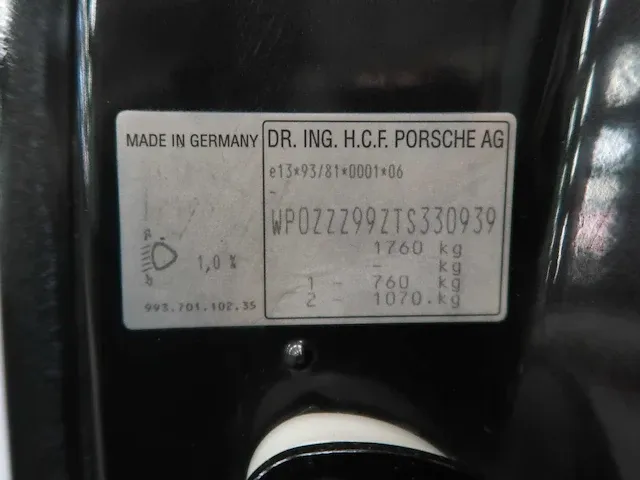 MADE IN GERMANY
DR. ING. H.C.F. PORSCHE AG
e13*93/81*0001*06
-
WP0ZZZ99ZTS330939
1760 kg
- kg
1 - 760 kg
2 - 1070.kg
1,0 %
993.701.102.35